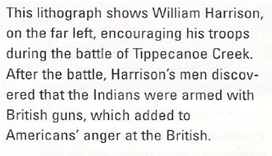 This lithograph shows William Harrison,
on the far left, encouraging his troops
during the battle of Tippecanoe Creek.
After the battle, Harrison's men discov-
ered that the Indians were armed with
British guns, which added to
Americans' anger at the British.